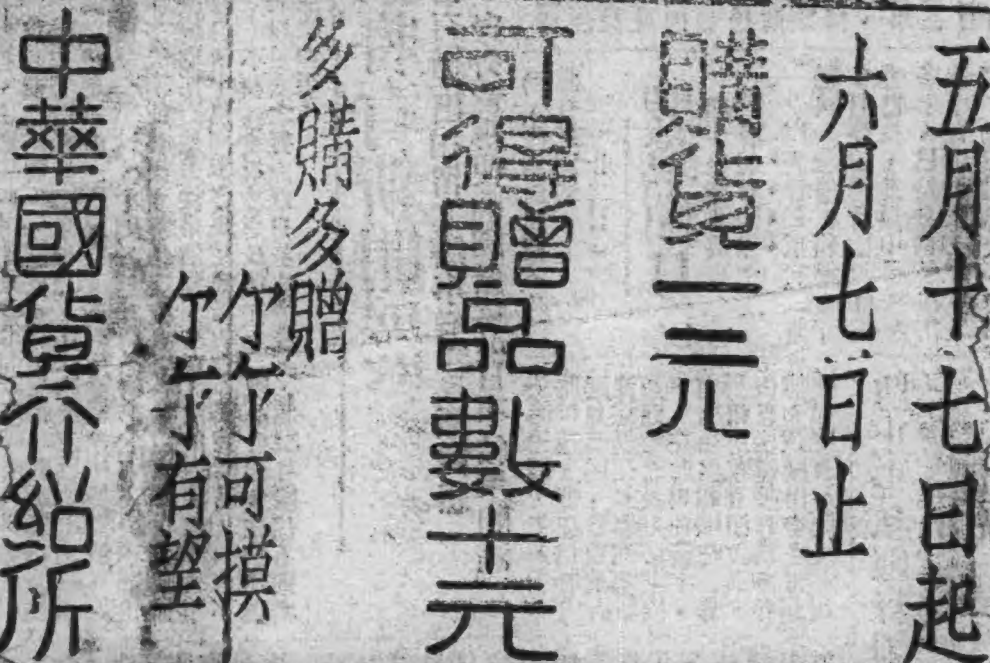 五月十七日起
六月七日止
購貨一元
可得贈品數十元
多購多贈
个个可摸
个个有望
中華國貨介紹所